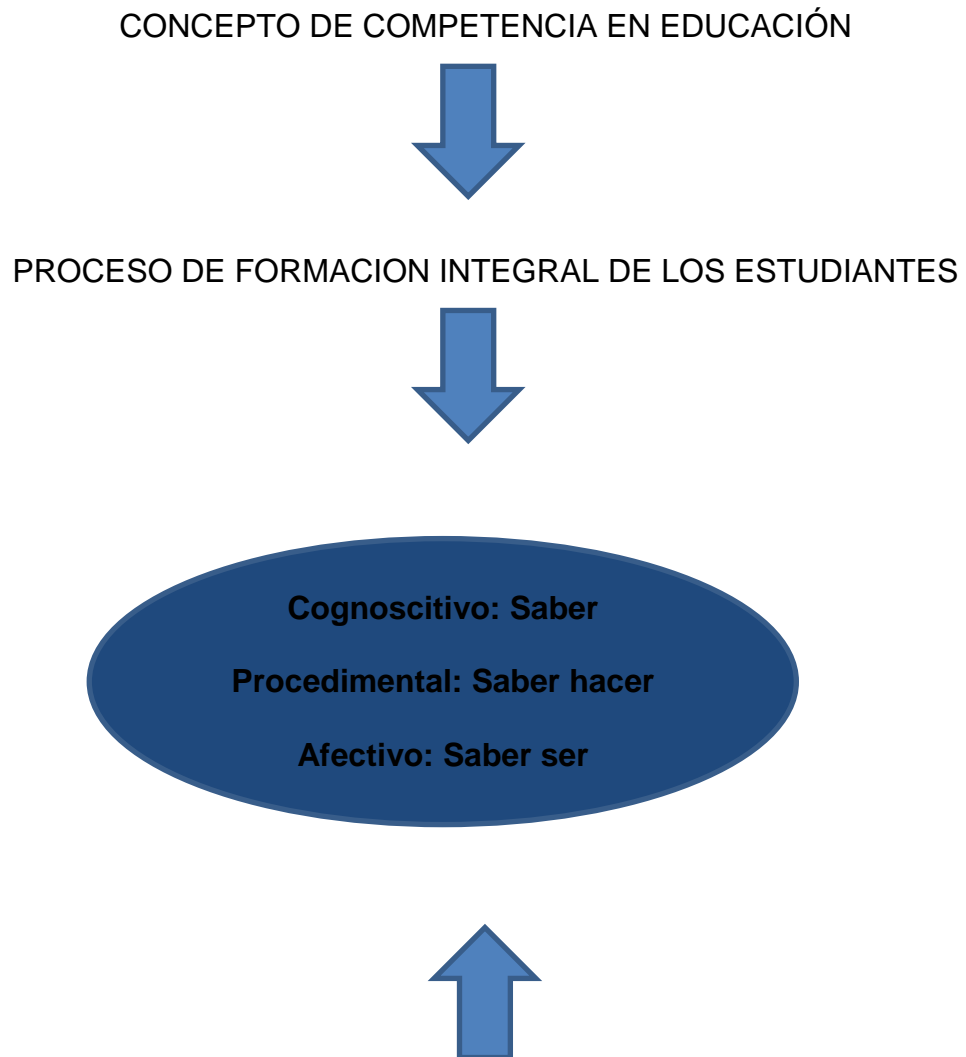 CONCEPTO DE COMPETENCIA EN EDUCACIÓN
PROCESO DE FORMACION INTEGRAL DE LOS ESTUDIANTES
Cognoscitivo: Saber
Procedimental: Saber hacer
Afectivo: Saber ser